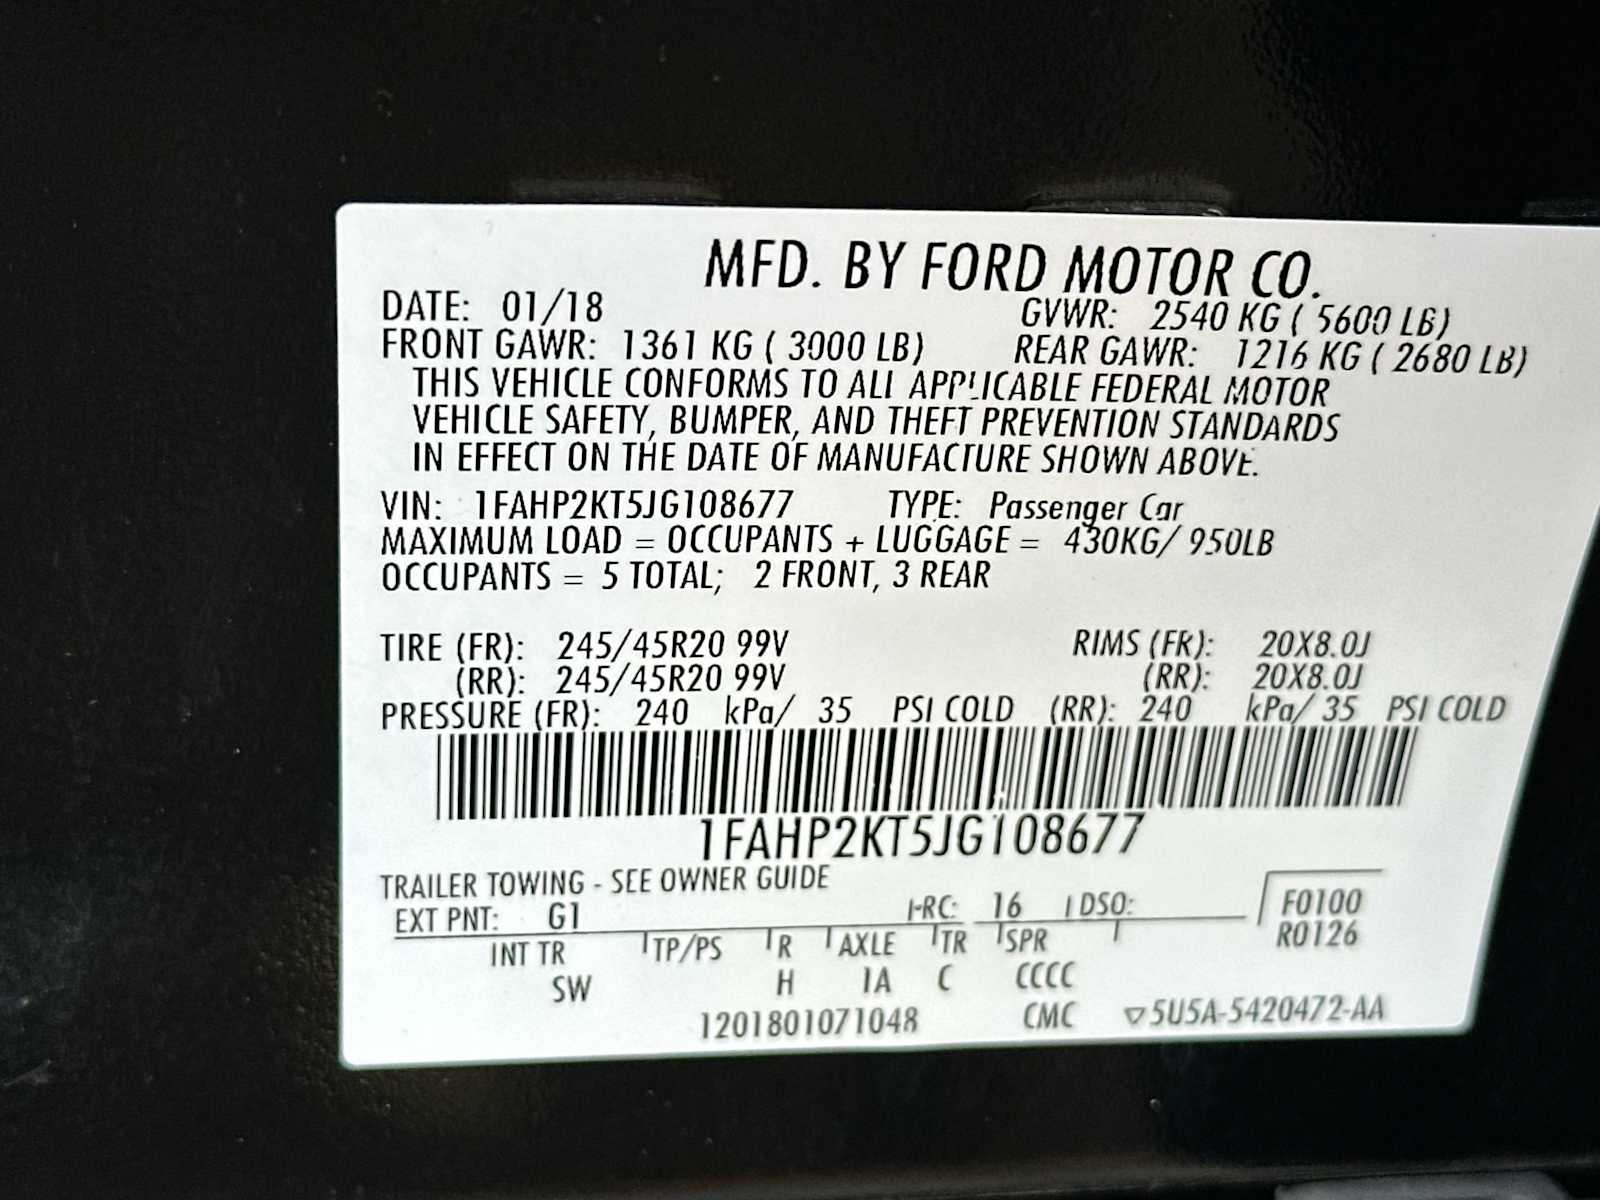 MFD. BY FORD MOTOR CO.
DATE: 01/18 GVWR: 2540 KG ( 5600 LB)
FRONT GAWR: 1361 KG ( 3000 LB) REAR GAWR: 1216 KG ( 2680 LB)
THIS VEHICLE CONFORMS TO ALL APPLICABLE FEDERAL MOTOR
VEHICLE SAFETY, BUMPER, AND THEFT PREVENTION STANDARDS
IN EFFECT ON THE DATE OF MANUFACTURE SHOWN ABOVE.
VIN: 1FAHP2KT5JG108677 TYPE: Passenger Car
MAXIMUM LOAD = OCCUPANTS + LUGGAGE = 430KG/ 950LB
OCCUPANTS = 5 TOTAL; 2 FRONT, 3 REAR
TIRE (FR): 245/45R20 99V RIMS (FR): 20X8.0J
(RR): 245/45R20 99V (RR): 20X8.0J
PRESSURE (FR): 240 kPa/ 35 PSI COLD (RR): 240 kPa/ 35 PSI COLD
1FAHP2KT5JG108677
TRAILER TOWING - SEE OWNER GUIDE
EXT PNT: G1 RC: 16 DSO: F0100
R0126
INT TR TP/PS R AXLE TR SPR
SW H 1A C CCCC
1201801071048 CMC ▽5U5A-5420472-AA